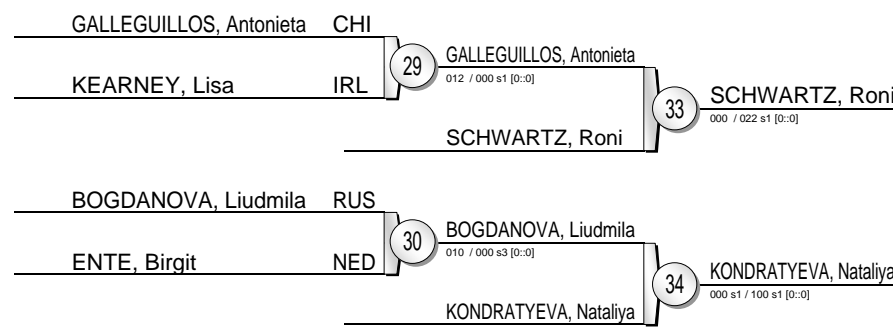 GALLEGUILLOS, Antonieta CHI
29
GALLEGUILLOS, Antonieta
012 / 000 s1 [0::0]
KEARNEY, Lisa IRL
33
SCHWARTZ, Roni
000 / 022 s1 [0::0]
SCHWARTZ, Roni
BOGDANOVA, Liudmila RUS
30
BOGDANOVA, Liudmila
010 / 000 s3 [0::0]
ENTE, Birgit NED
34
KONDRATYEVA, Nataliya
000 s1 / 100 s1 [0::0]
KONDRATYEVA, Nataliya